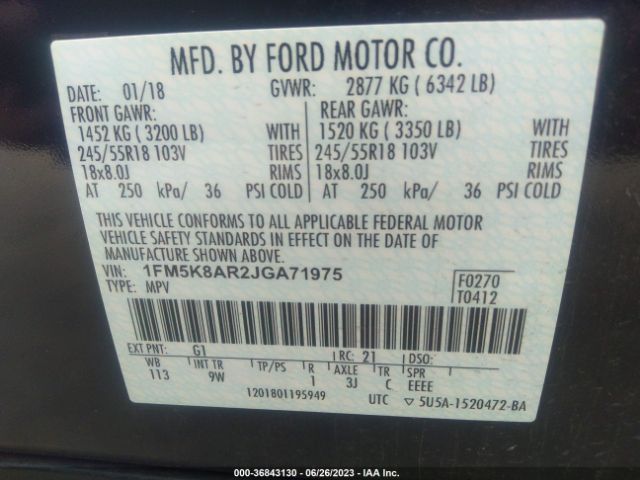 MFD. BY FORD MOTOR CO.
DATE: 01/18 GVWR: 2877 KG ( 6342 LB)
FRONT GAWR: REAR GAWR:
1452 KG ( 3200 LB) WITH 1520 KG ( 3350 LB) WITH
245/55R18 103V TIRES 245/55R18 103V TIRES
18x8.0J RIMS 18x8.0J RIMS
AT 250 kPa/ 36 PSI COLD AT 250 kPa/ 36 PSI COLD
THIS VEHICLE CONFORMS TO ALL APPLICABLE FEDERAL MOTOR
VEHICLE SAFETY STANDARDS IN EFFECT ON THE DATE OF
MANUFACTURE SHOWN ABOVE.
VIN: 1FM5K8AR2JGA71975 F0270
TYPE: MPV T0412
EXT PNT: G1 RC: 21 DSO:
WB INT TR TP/PS R AXLE TR SPR
113 9W 1 3J C EEEE
1201801195949 UTC ▽ 5U5A-1520472-BA
000-36843130 - 06/26/2023 - IAA Inc.